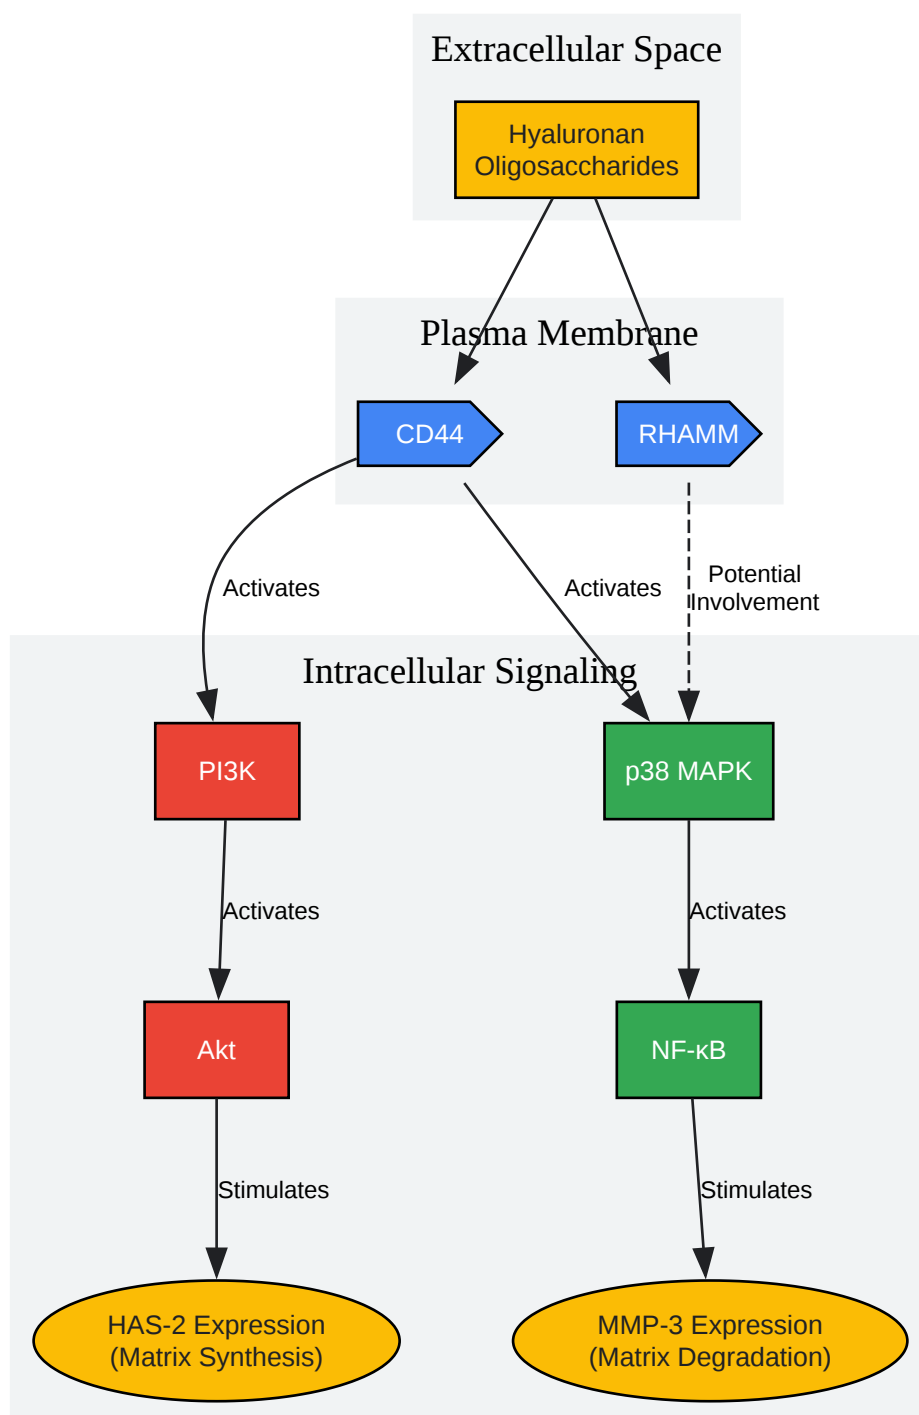 Extracellular Space
Hyaluronan
Oligosaccharides
Plasma Membrane
CD44
RHAMM
Activates
Activates
Potential
Involvement
Intracellular Signaling
PI3K
p38 MAPK
Activates
Activates
Akt
NF-κB
Stimulates
Stimulates
HAS-2 Expression
(Matrix Synthesis)
MMP-3 Expression
(Matrix Degradation)